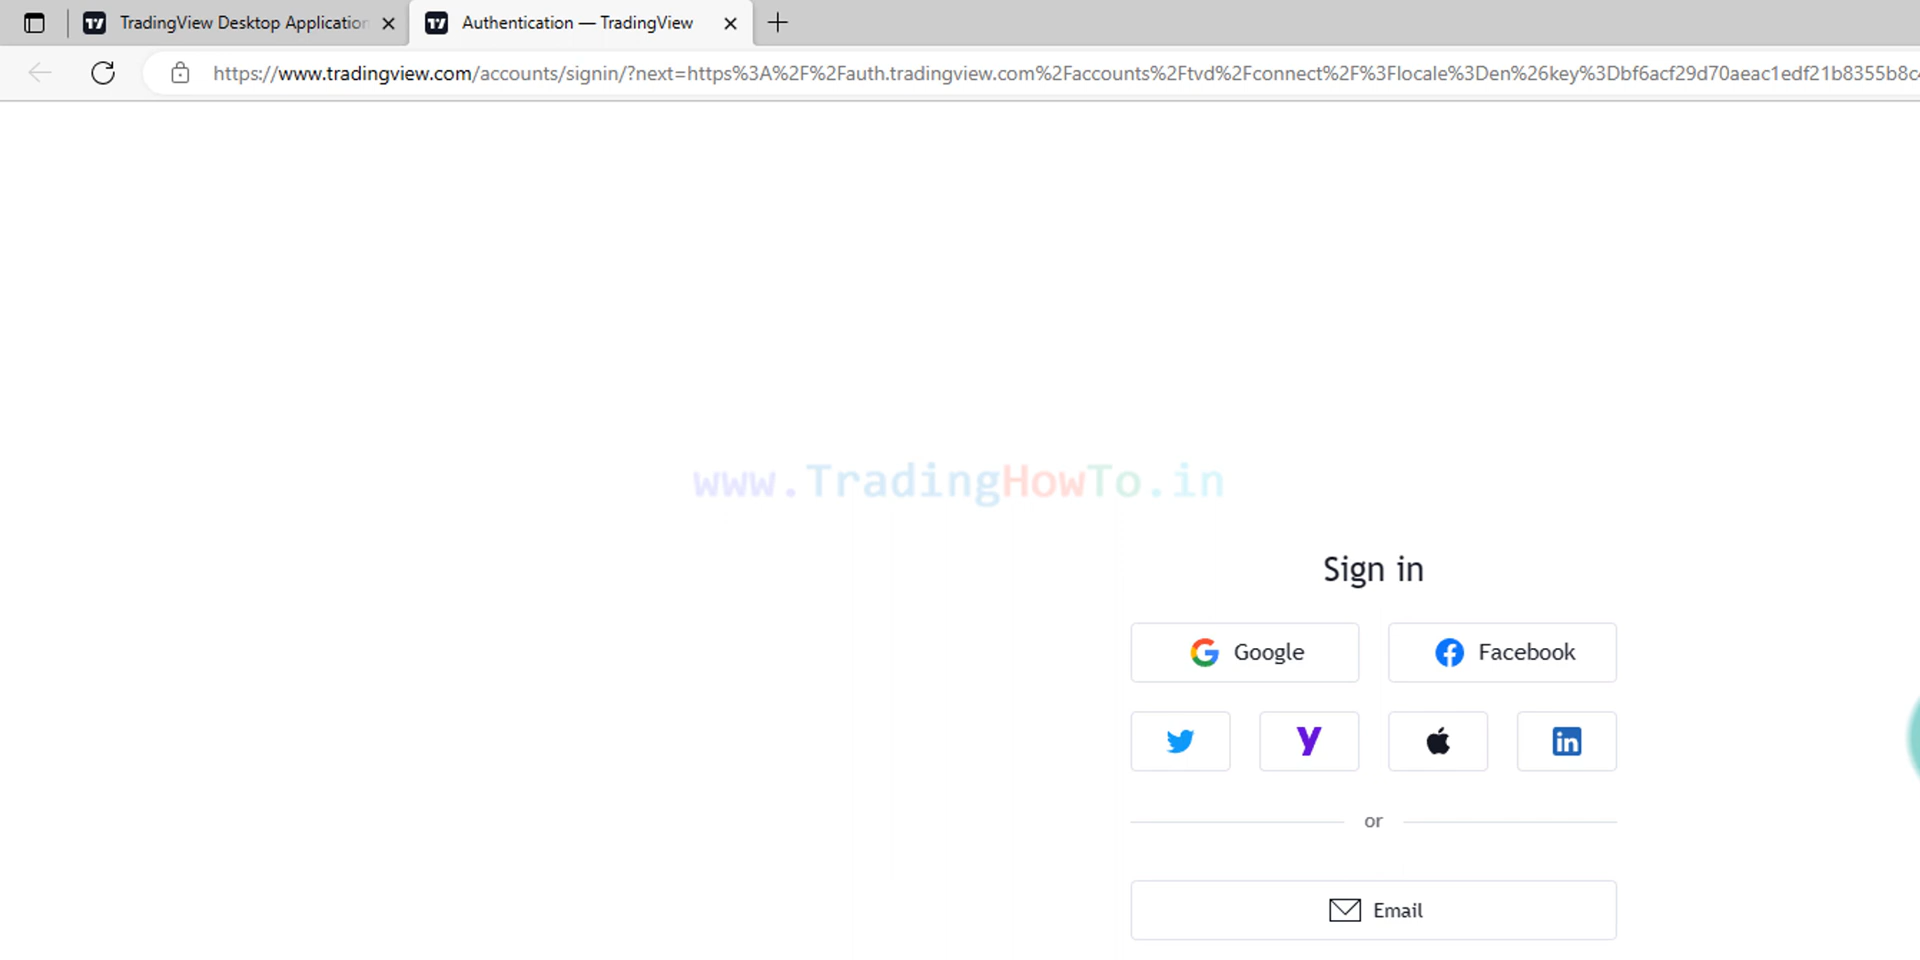 TradingView Desktop Application
Authentication — TradingView
https://www.tradingview.com/accounts/signin/?next=https%3A%2F%2Fauth.tradingview.com%2Faccounts%2Ftvd%2Fconnect%2F%3Flocale%3Den%26key%3Dbf6acf29d70aeac1edf21b8355b8c
www.TradingHowTo.in
Sign in
Google
Facebook
or
Email